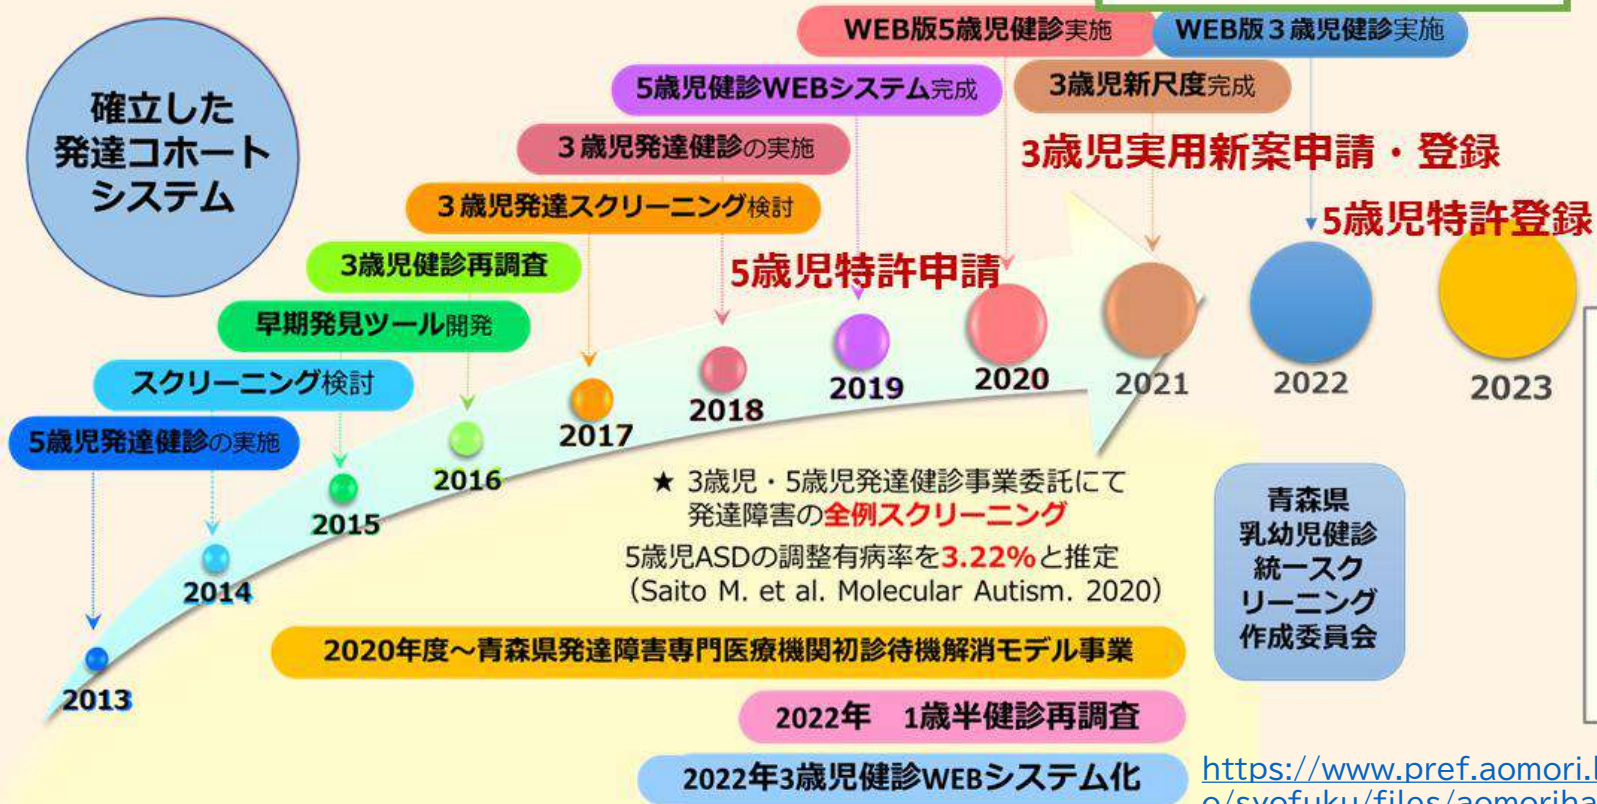 WEB版5歳児健診実施
WEB版３歳児健診実施
5歳児健診WEBシステム完成
3歳児新尺度完成
確立した
発達コホート
システム
３歳児発達健診の実施
3歳児実用新案申請・登録
３歳児発達スクリーニング検討
5歳児特許登録
3歳児健診再調査
5歳児特許申請
早期発見ツール開発
スクリーニング検討
5歳児発達健診の実施
2013
2014
2015
2016
2017
2018
2019
2020
2021
2022
2023
★ 3歳児・5歳児発達健診事業委託にて
発達障害の全例スクリーニング
5歳児ASDの調整有病率を3.22%と推定
（Saito M. et al. Molecular Autism. 2020）
青森県
乳幼児健診
統一スク
リーニング
作成委員会
2020年度～青森県発達障害専門医療機関初診待機解消モデル事業
2022年　1歳半健診再調査
2022年3歳児健診WEBシステム化
https://www.pref.aomori.l
o/syofuku/files/aomoriha